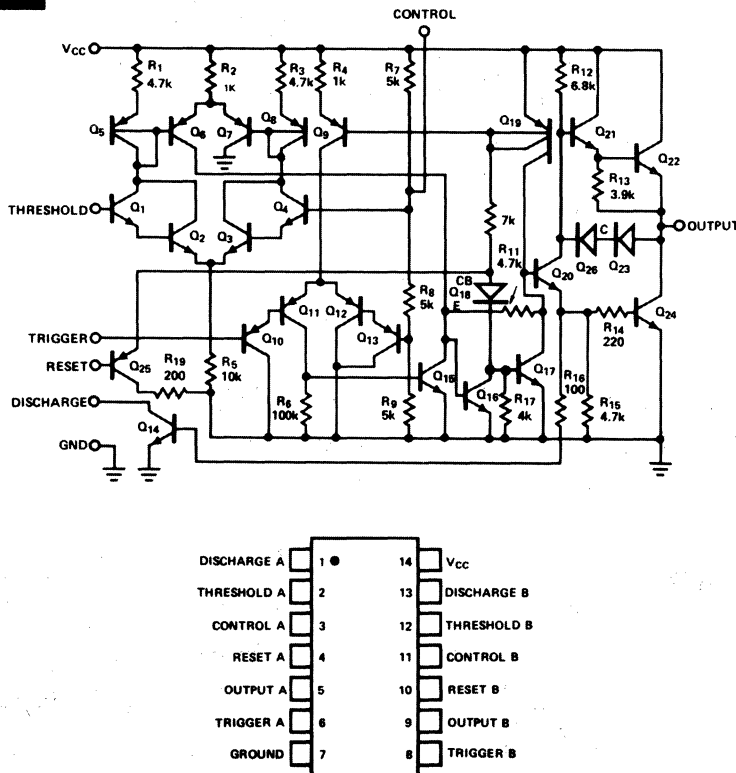 CONTROL
VCC
R1
4.7k
R2
1K
R3
4.7k
R4
1k
R7
5k
R12
6.8k
Q5
Q6
Q7
Q8
Q9
Q19
Q21
Q22
R13
3.9k
THRESHOLD
Q1
Q2
Q3
Q4
7k
R11
4.7k
Q20
C
Q26
Q23
OUTPUT
R8
5k
CB
Q18
E
TRIGGER
Q10
Q11
Q12
Q13
R14
220
Q24
RESET
Q25
R19
200
R5
10k
R6
100k
R9
5k
Q15
Q16
R17
4k
Q17
R16
100
R15
4.7k
DISCHARGE
Q14
GND
DISCHARGE A 1 14 VCC
THRESHOLD A 2 13 DISCHARGE B
CONTROL A 3 12 THRESHOLD B
RESET A 4 11 CONTROL B
OUTPUT A 5 10 RESET B
TRIGGER A 6 9 OUTPUT B
GROUND 7 8 TRIGGER B